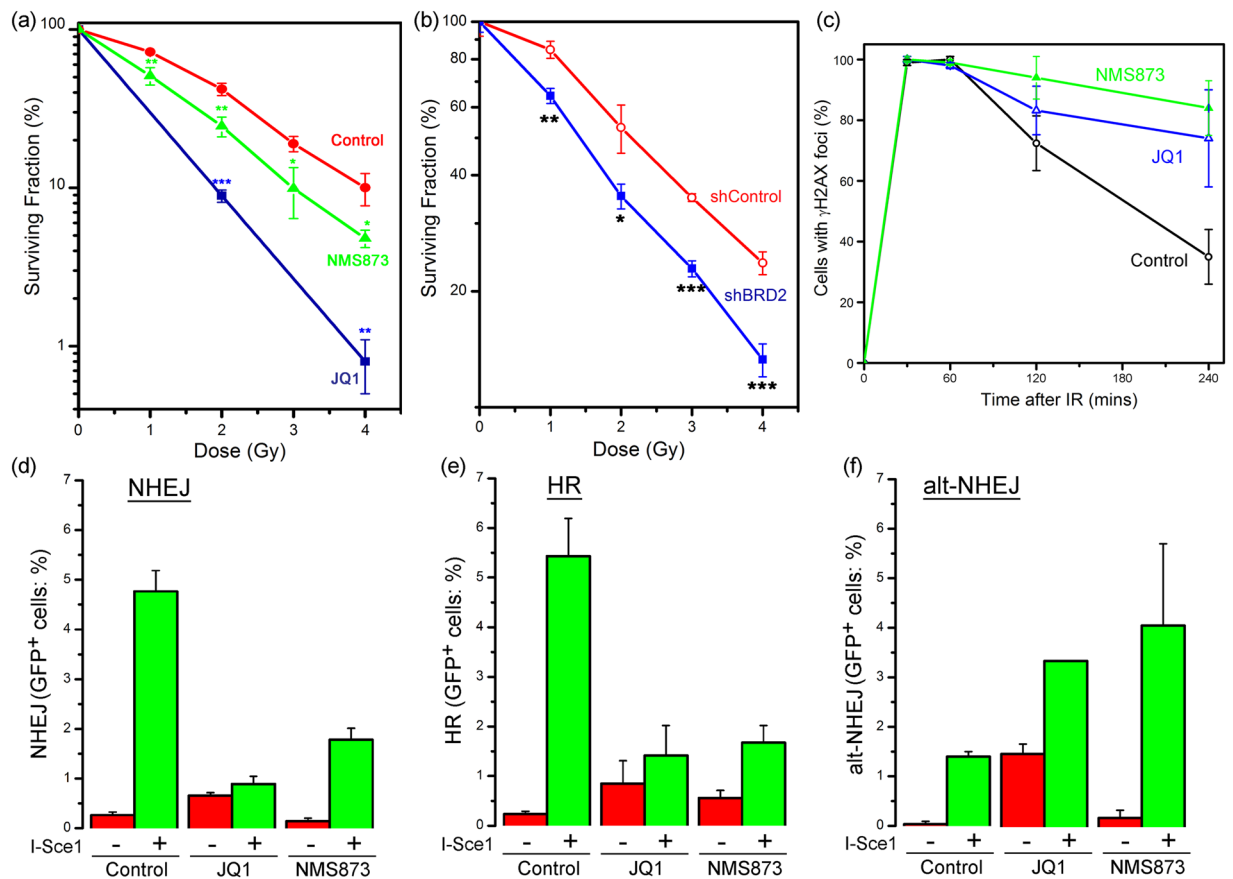 (a)
Surviving Fraction (%)
100
10
1
**
**
*
*
***
**
Control
NMS873
JQ1
0 1 2 3 4
Dose (Gy)
(b)
Surviving Fraction (%)
100
80
60
40
20
**
*
***
***
shControl
shBRD2
0 1 2 3 4
Dose (Gy)
(c)
Cells with γH2AX foci (%)
100
80
60
40
20
0
NMS873
JQ1
Control
0 60 120 180 240
Time after IR (mins)
(d)
NHEJ
NHEJ (GFP+ cells: %)
7
6
5
4
3
2
1
0
I-Sce1 - + - + - +
Control JQ1 NMS873
(e)
HR
HR (GFP+ cells: %)
7
6
5
4
3
2
1
0
I-Sce1 - + - + - +
Control JQ1 NMS873
(f)
alt-NHEJ
alt-NHEJ (GFP+ cells: %)
7
6
5
4
3
2
1
0
I-Sce1 - + - + - +
Control JQ1 NMS873